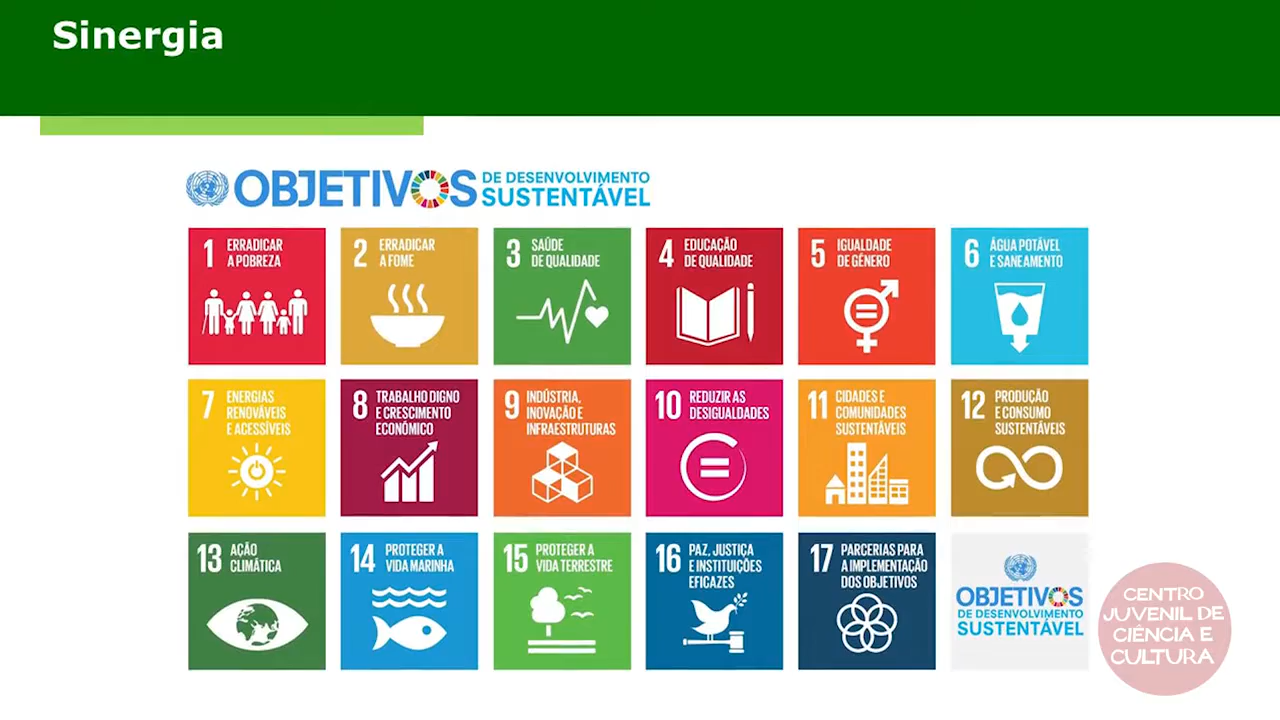 Sinergia
OBJETIVOS DE DESENVOLVIMENTO
SUSTENTÁVEL
1 ERRADICAR
A POBREZA
2 ERRADICAR
A FOME
3 SAÚDE
DE QUALIDADE
4 EDUCAÇÃO
DE QUALIDADE
5 IGUALDADE
DE GÉNERO
6 ÁGUA POTÁVEL
E SANEAMENTO
7 ENERGIAS
RENOVÁVEIS
E ACESSÍVEIS
8 TRABALHO DIGNO
E CRESCIMENTO
ECONÓMICO
9 INDÚSTRIA,
INOVAÇÃO E
INFRAESTRUTURAS
10 REDUZIR AS
DESIGUALDADES
11 CIDADES E
COMUNIDADES
SUSTENTÁVEIS
12 PRODUÇÃO
E CONSUMO
SUSTENTÁVEIS
13 AÇÃO
CLIMÁTICA
14 PROTEGER A
VIDA MARINHA
15 PROTEGER A
VIDA TERRESTRE
16 PAZ, JUSTIÇA
E INSTITUIÇÕES
EFICAZES
17 PARCERIAS PARA
A IMPLEMENTAÇÃO
DOS OBJETIVOS
OBJETIVOS
DE DESENVOLVIMENTO
SUSTENTÁVEL
CENTRO
JUVENIL DE
CIÊNCIA E
CULTURA